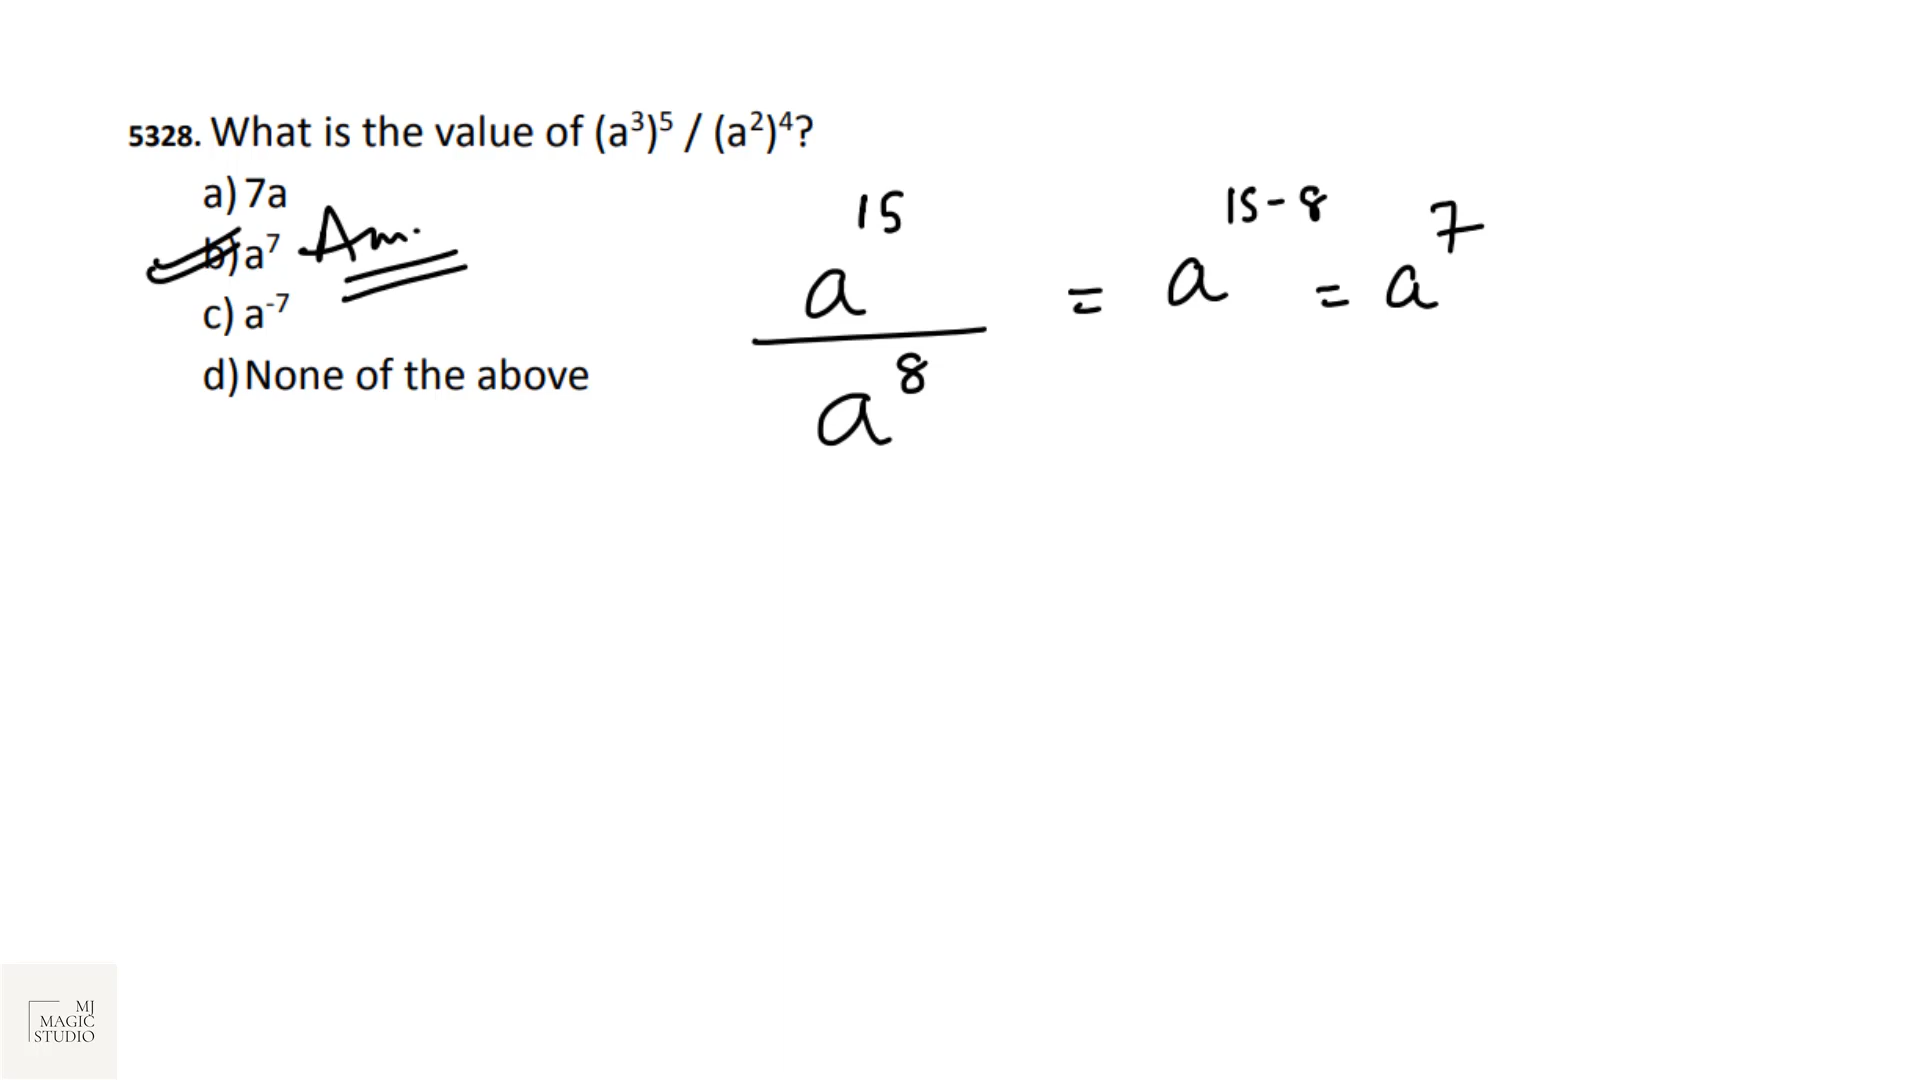 5328. What is the value of (a³)⁵ / (a²)⁴?
a) 7a
b) a⁷ Ans.
c) a⁻⁷
d) None of the above
a¹⁵ / a⁸ = a¹⁵⁻⁸ = a⁷
MJ
MAGIC
STUDIO